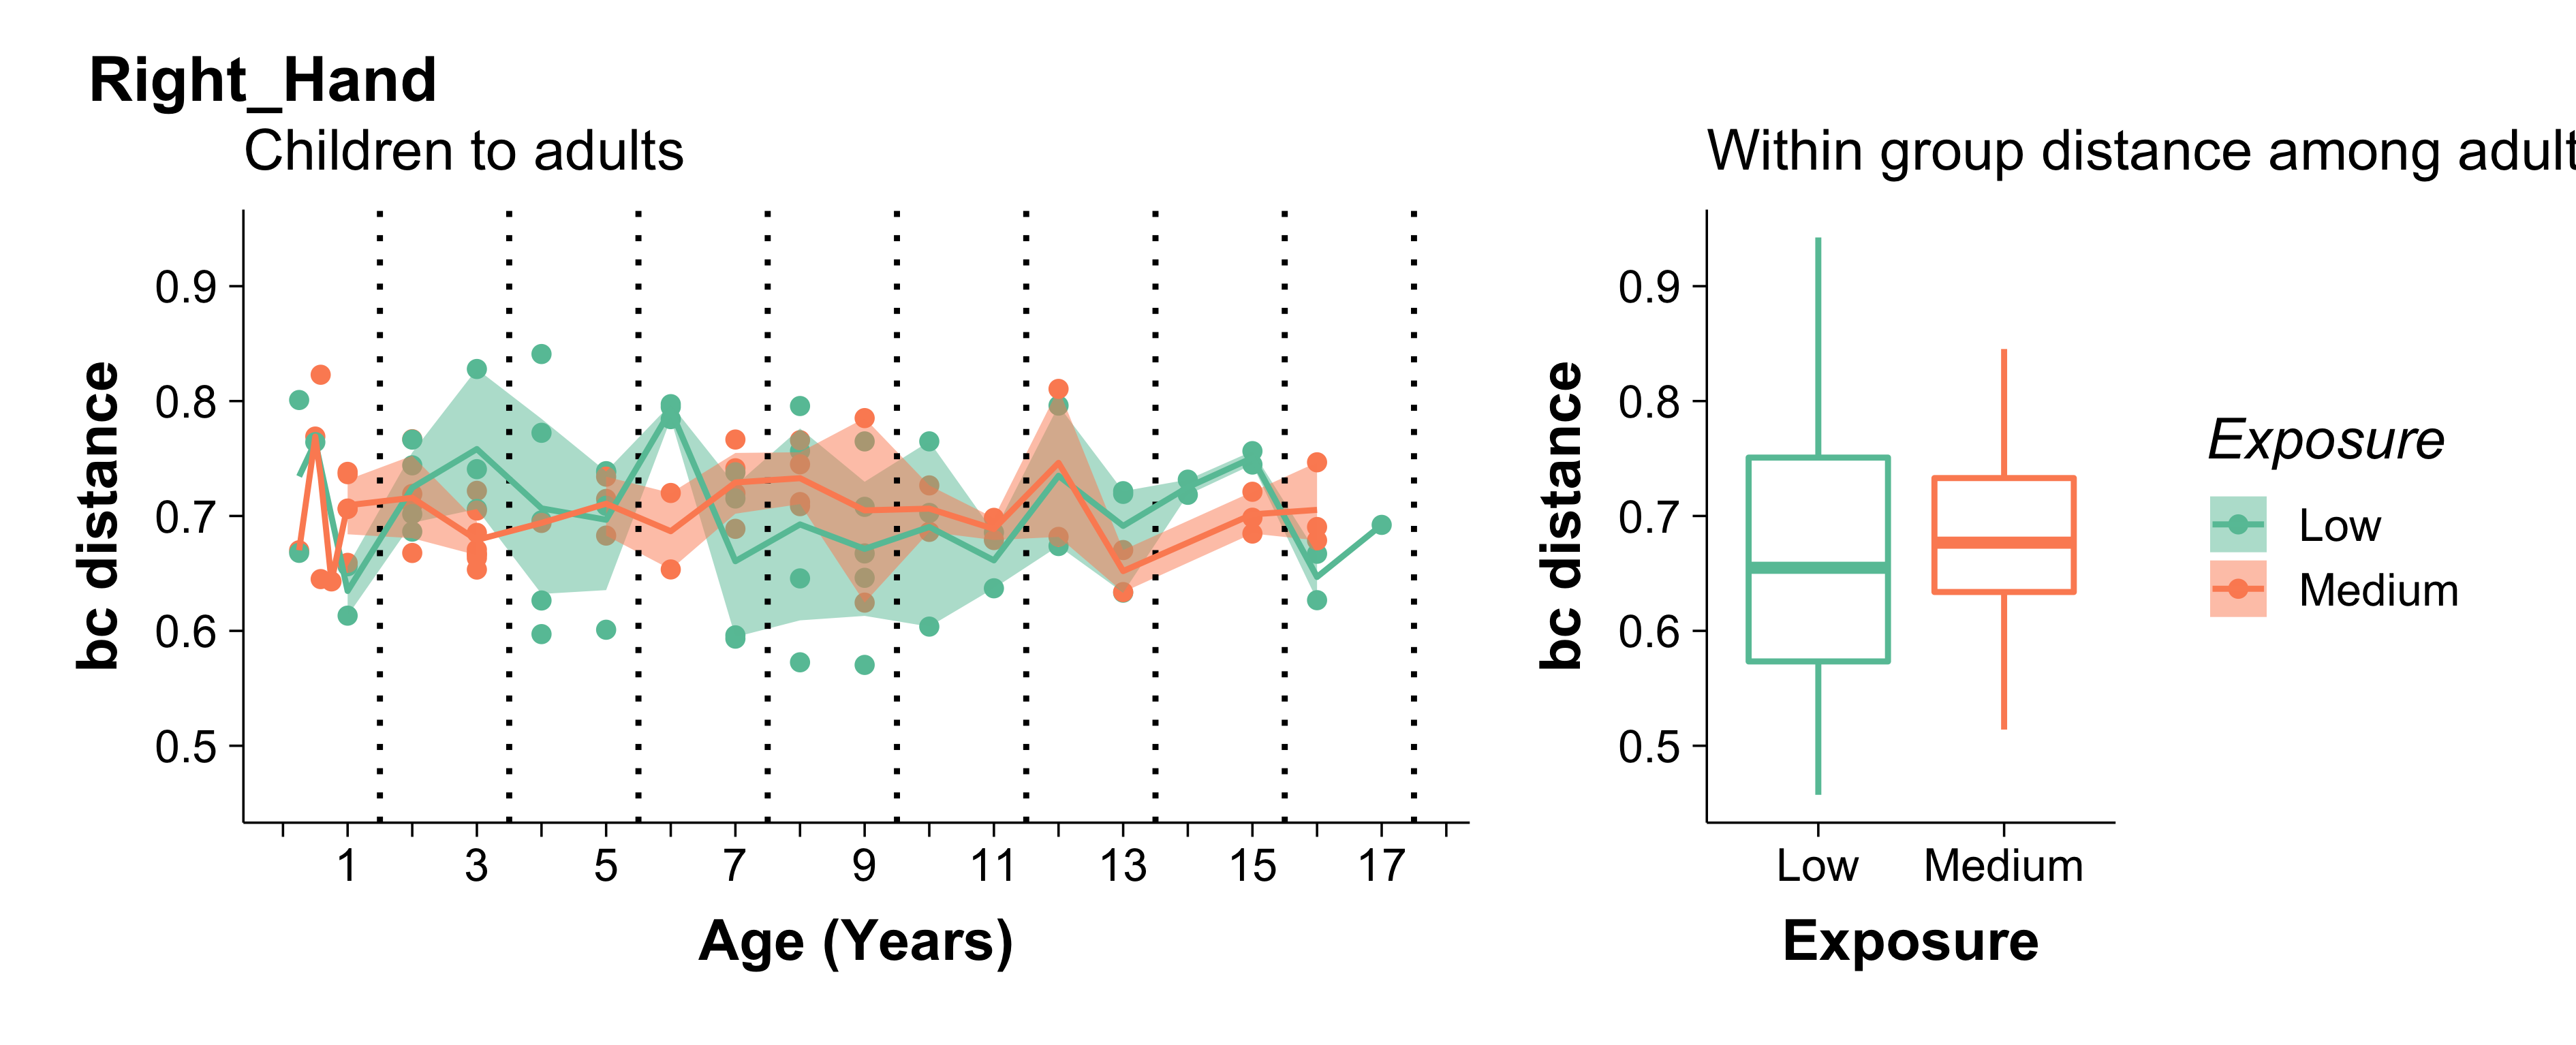 Right_Hand
Children to adults
bc distance
0.9
0.8
0.7
0.6
0.5
1 3 5 7 9 11 13 15 17
Age (Years)
Within group distance among adult
bc distance
0.9
0.8
0.7
0.6
0.5
Low Medium
Exposure
Exposure
Low
Medium